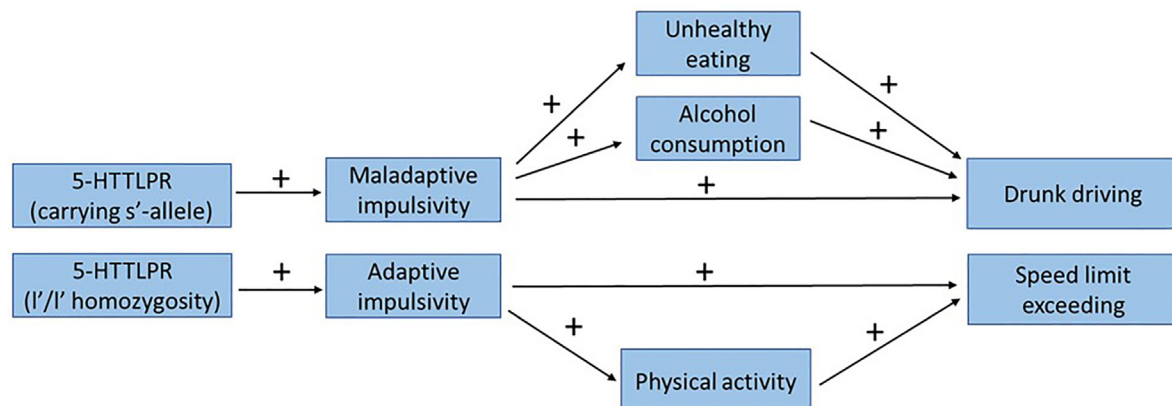 Unhealthy
eating
+
+
Alcohol
consumption
+
+
5-HTTLPR
(carrying s’-allele)
+
Maladaptive
impulsivity
+
Drunk driving
5-HTTLPR
(l’/l’ homozygosity)
+
Adaptive
impulsivity
+
Speed limit
exceeding
+
+
Physical activity